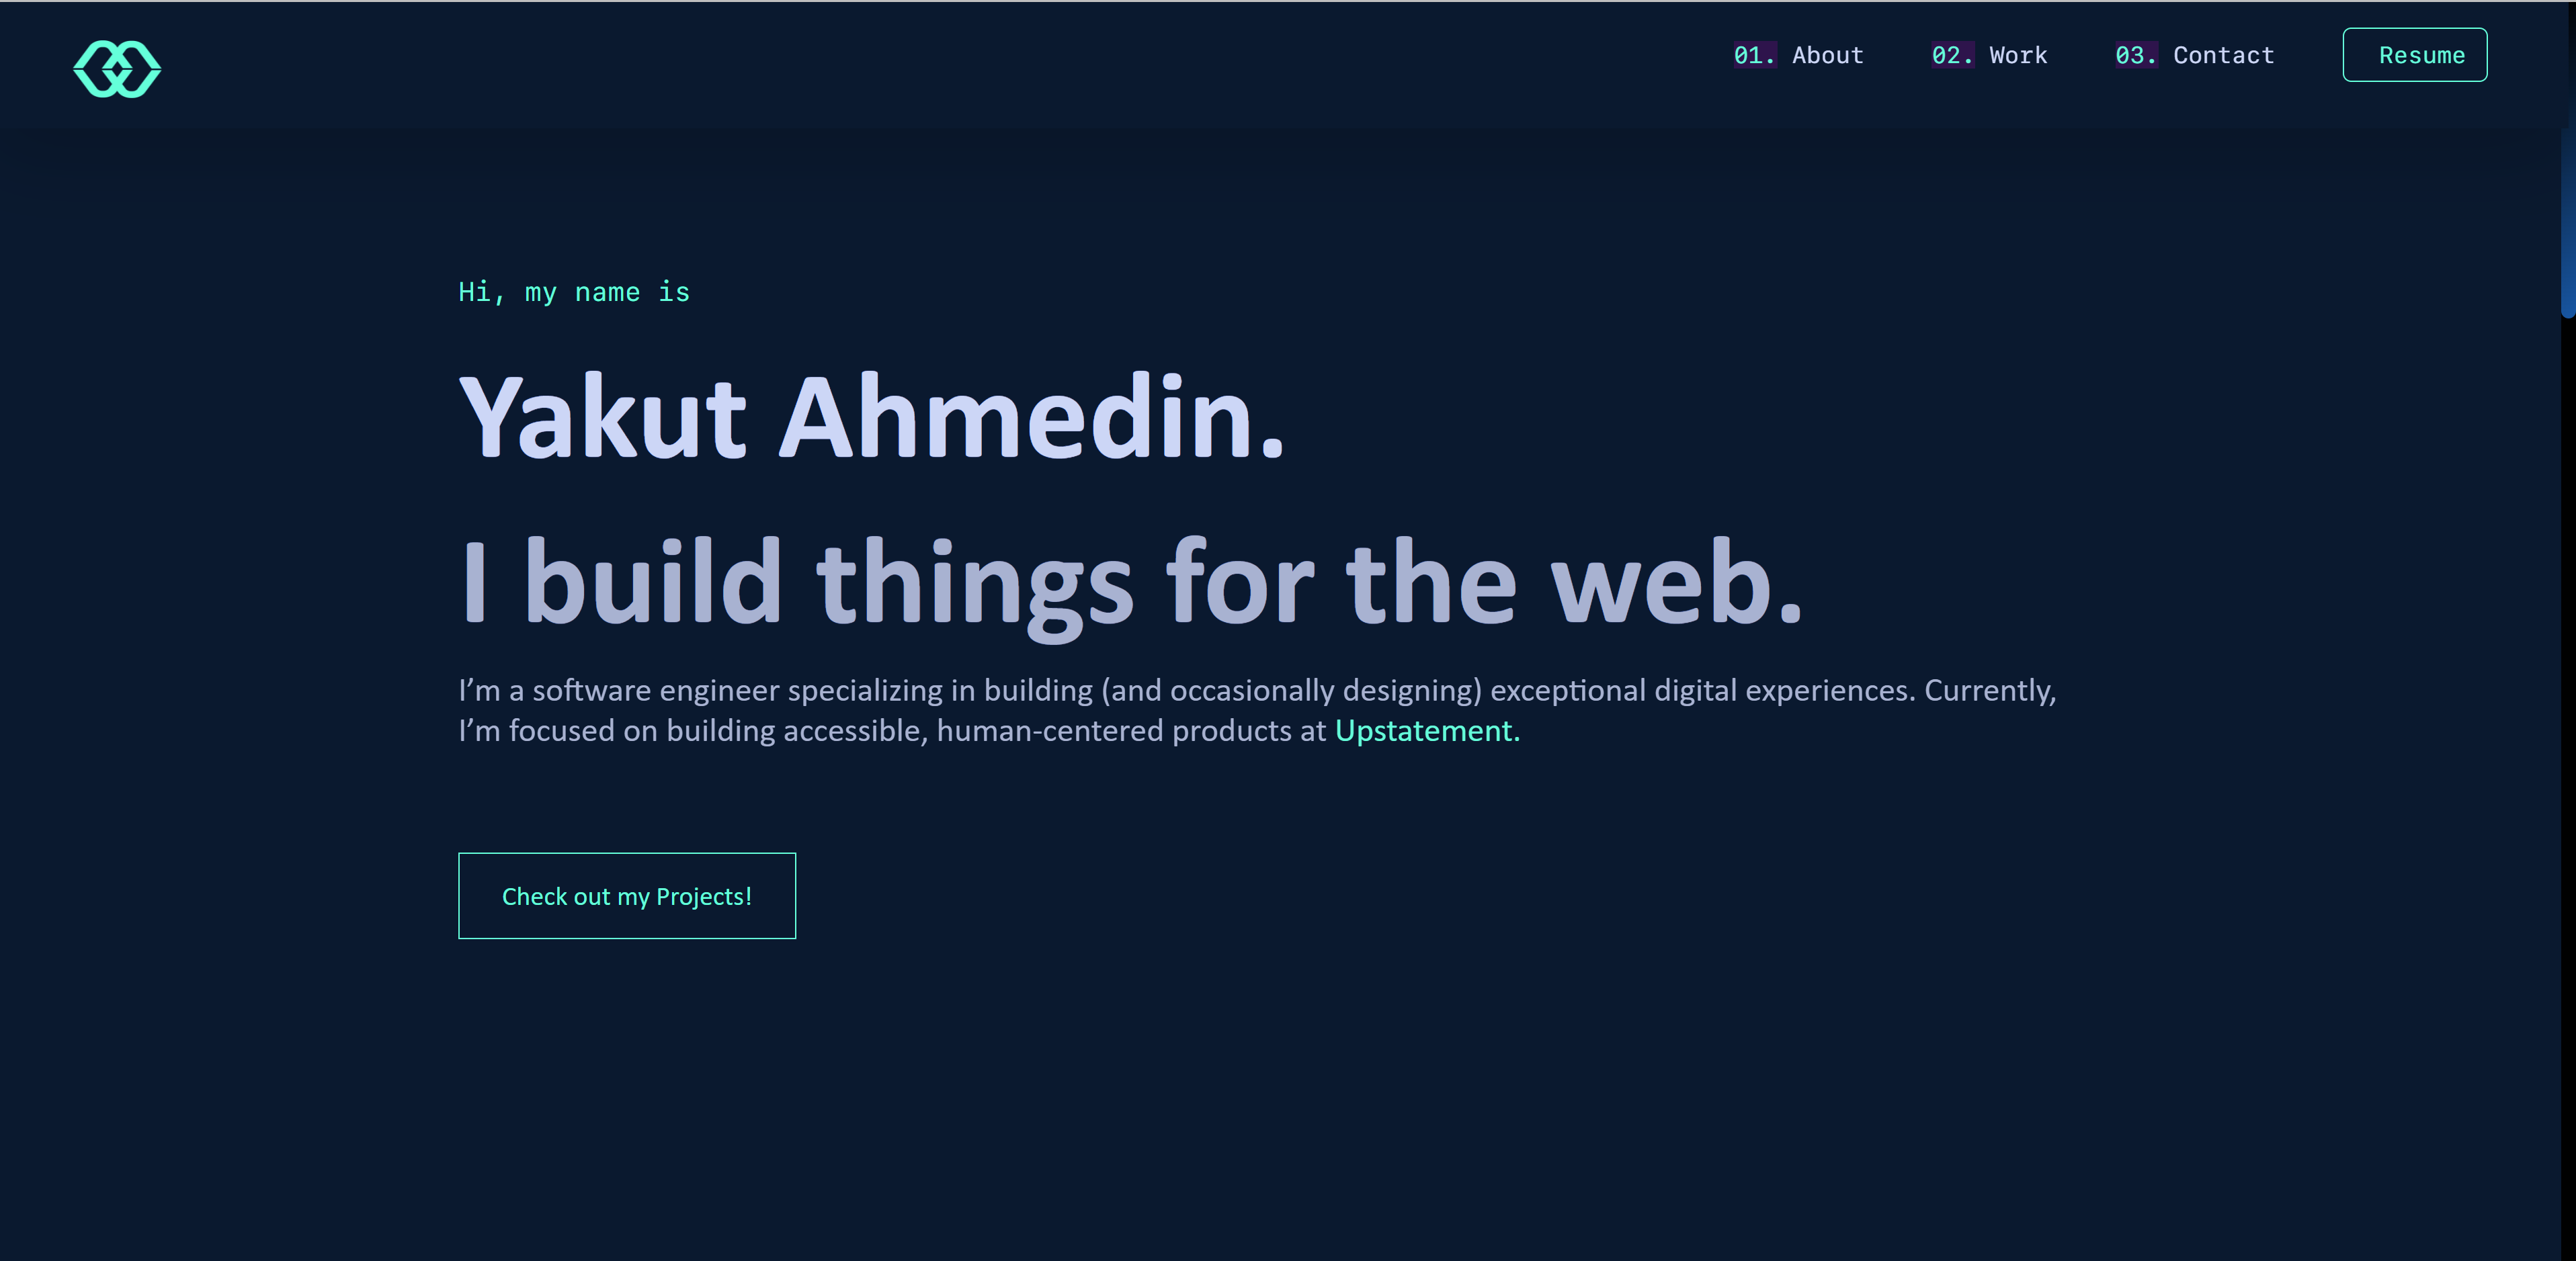 01. About 02. Work 03. Contact Resume
Hi, my name is
Yakut Ahmedin.
I build things for the web.
I’m a software engineer specializing in building (and occasionally designing) exceptional digital experiences. Currently,
I’m focused on building accessible, human-centered products at Upstatement.
Check out my Projects!